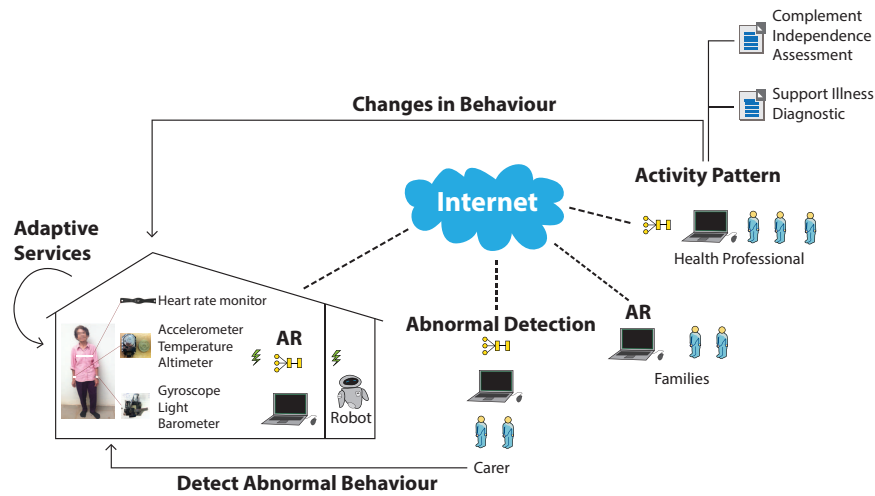 Complement
Independence
Assessment
Support Illness
Diagnostic
Changes in Behaviour
Activity Pattern
Internet
Health Professional
Adaptive
Services
Heart rate monitor
Accelerometer
Temperature
Altimeter
Gyroscope
Light
Barometer
AR
Robot
Abnormal Detection
Carer
AR
Families
Detect Abnormal Behaviour